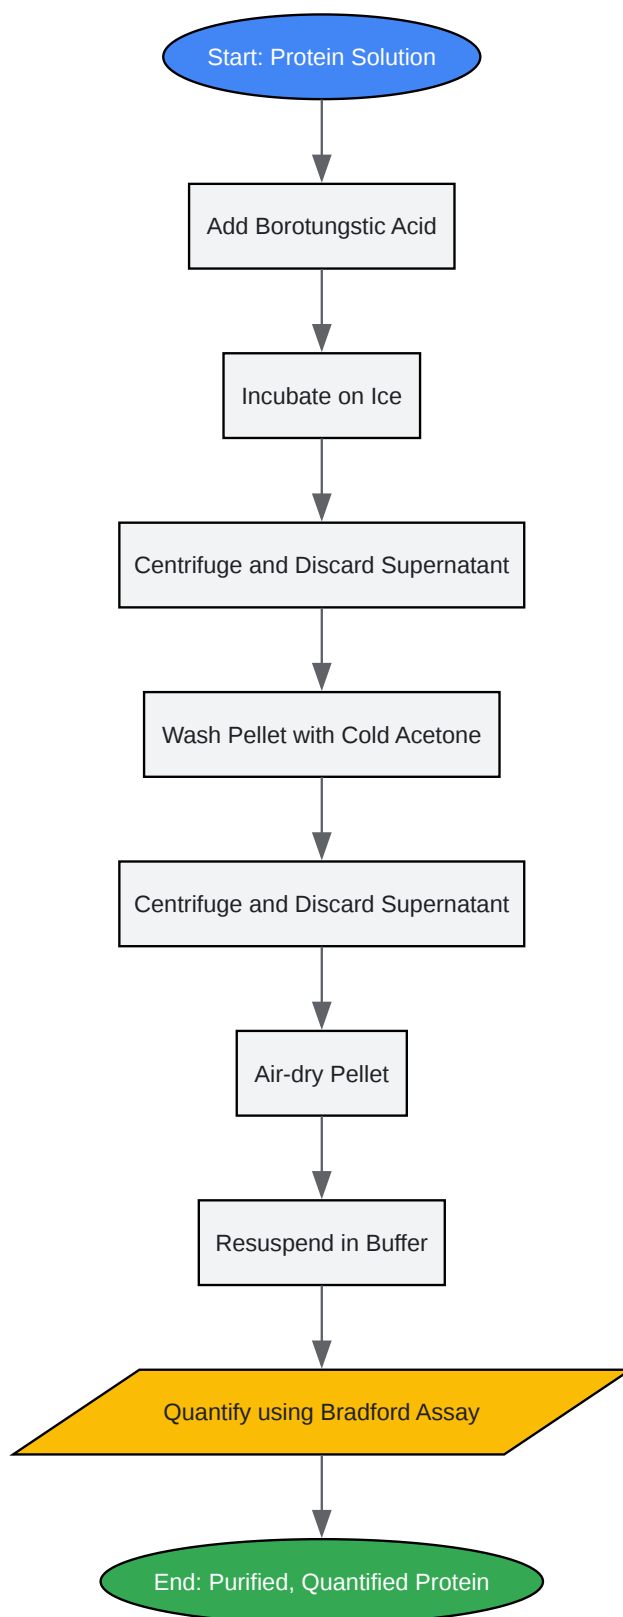 Start: Protein Solution
Add Borotungstic Acid
Incubate on Ice
Centrifuge and Discard Supernatant
Wash Pellet with Cold Acetone
Centrifuge and Discard Supernatant
Air-dry Pellet
Resuspend in Buffer
Quantify using Bradford Assay
End: Purified, Quantified Protein